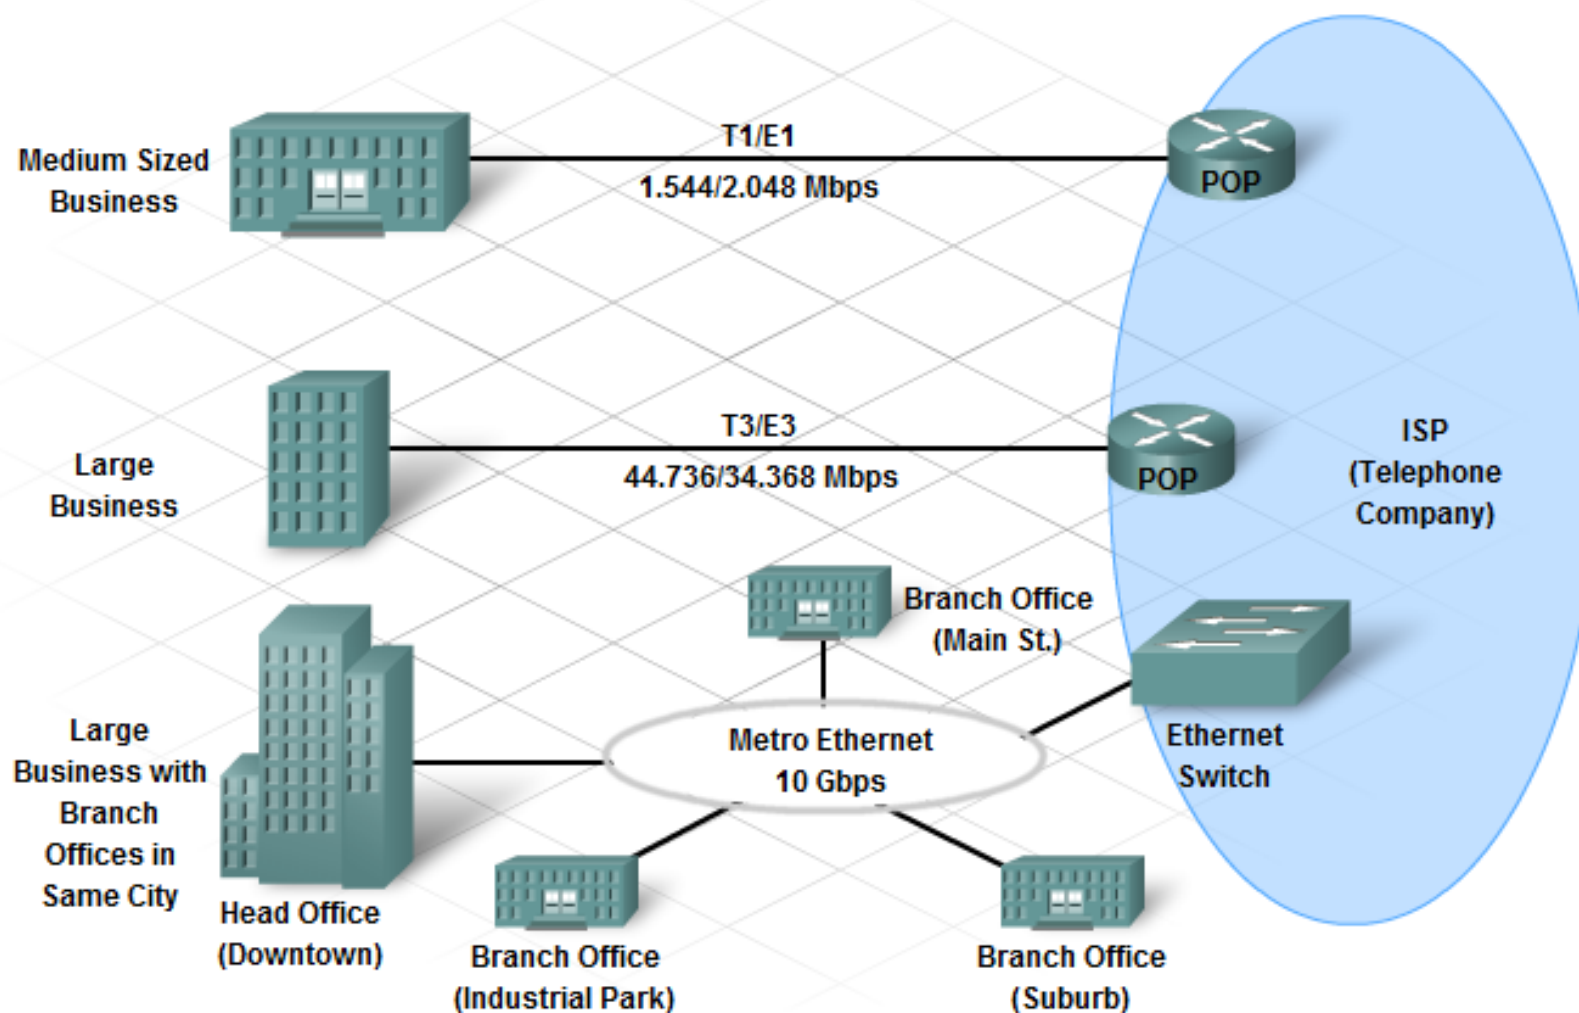 Medium Sized
Business
T1/E1
1.544/2.048 Mbps
POP
Large
Business
T3/E3
44.736/34.368 Mbps
POP
ISP
(Telephone
Company)
Branch Office
(Main St.)
Large
Business with
Branch
Offices in
Same City
Metro Ethernet
10 Gbps
Ethernet
Switch
Head Office
(Downtown)
Branch Office
(Industrial Park)
Branch Office
(Suburb)